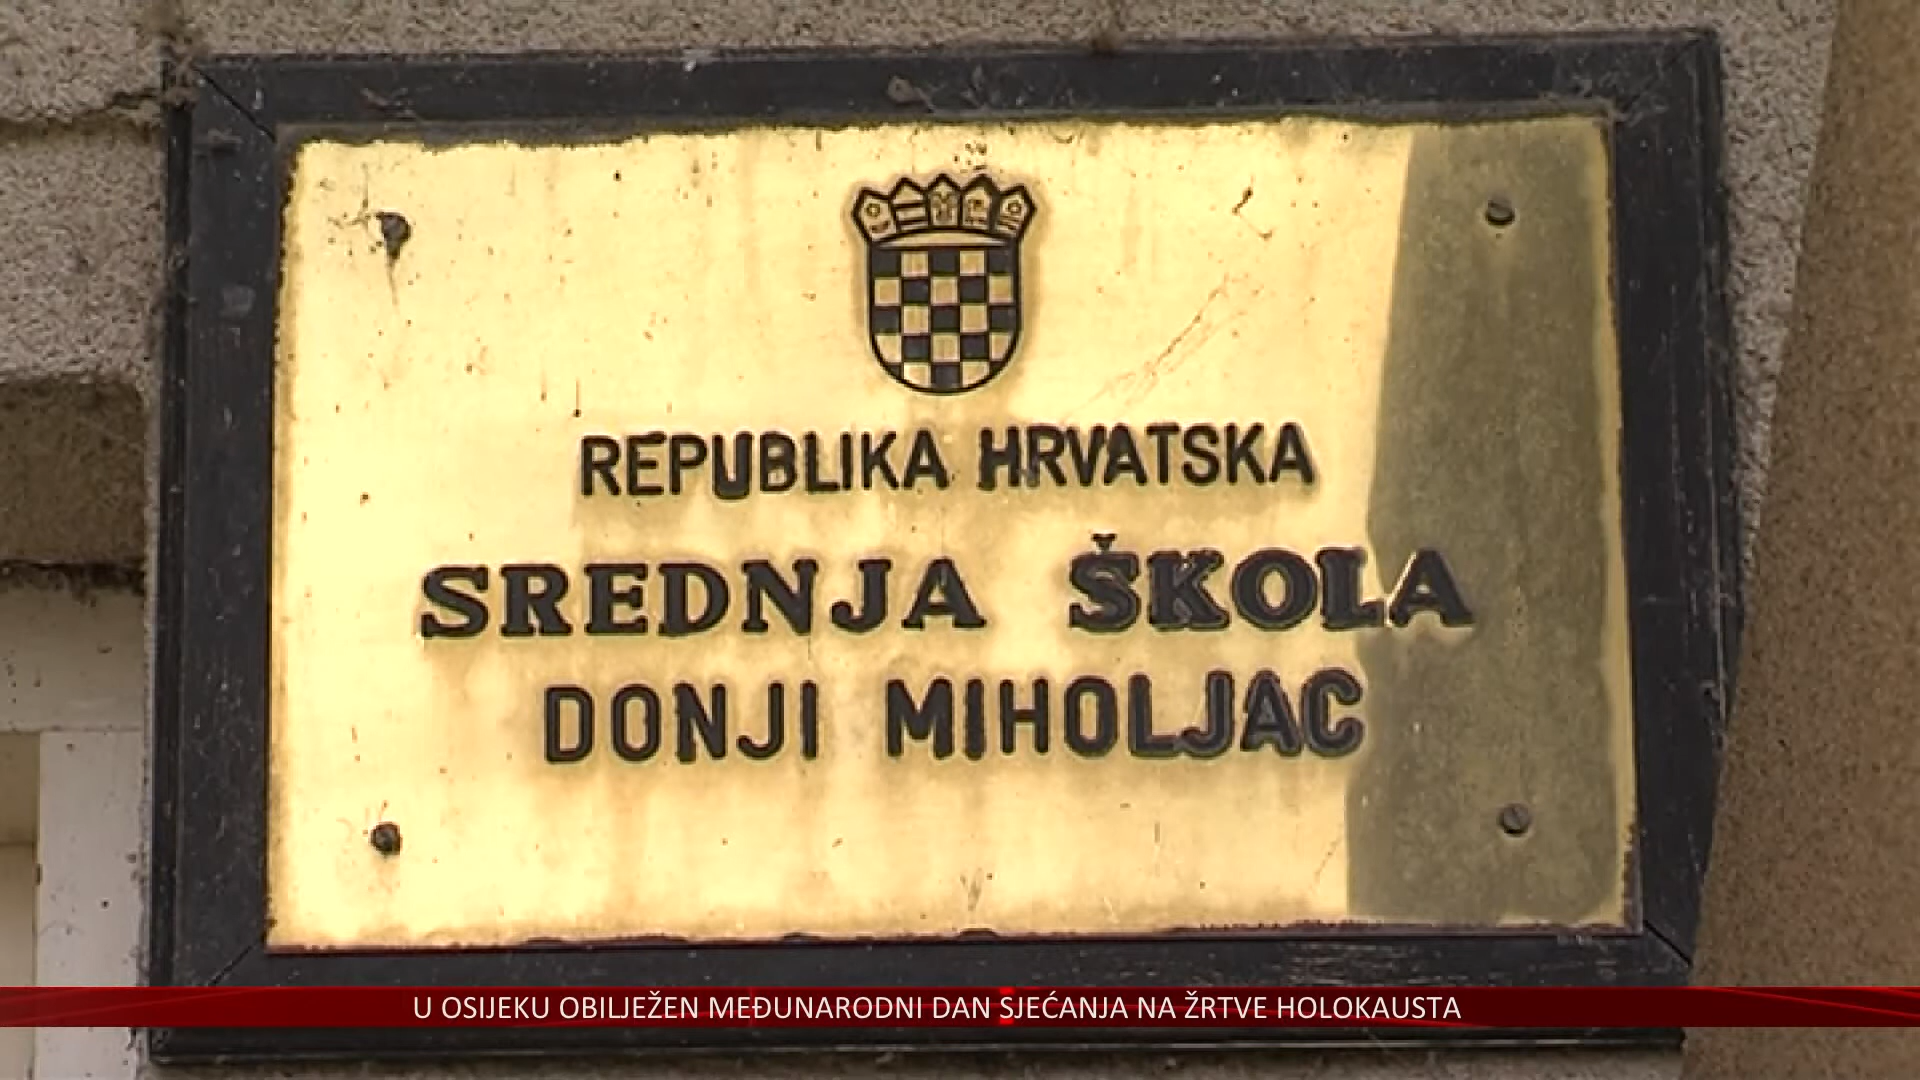 REPUBLIKA HRVATSKA
SREDNJA ŠKOLA
DONJI MIHOLJAC
U OSIJEKU OBILJEŽEN MEĐUNARODNI DAN SJEĆANJA NA ŽRTVE HOLOKAUSTA